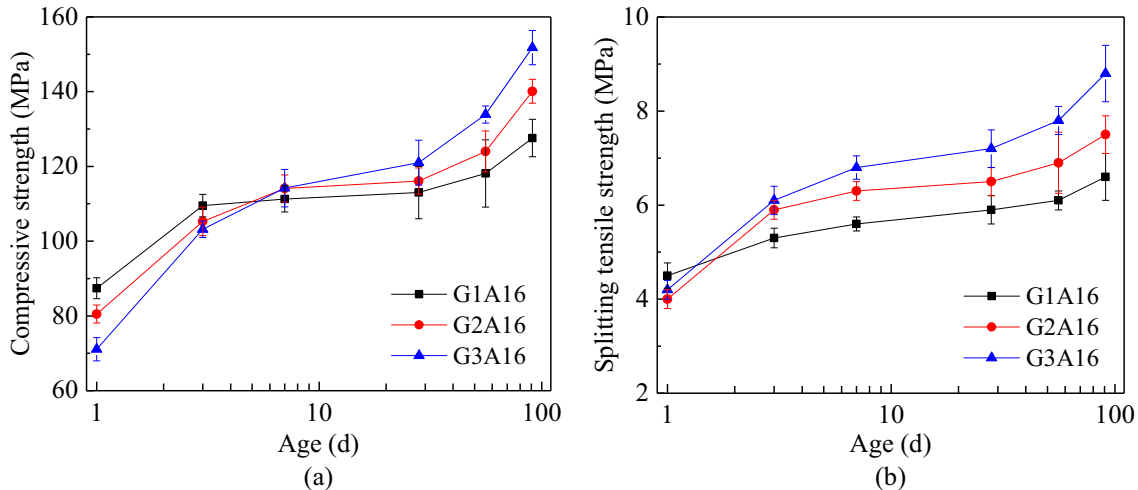 160
140
120
100
80
60
Compressive strength (MPa)
G1A16
G2A16
G3A16
1
10
100
Age (d)
(a)
10
8
6
4
2
Splitting tensile strength (MPa)
G1A16
G2A16
G3A16
1
10
100
Age (d)
(b)